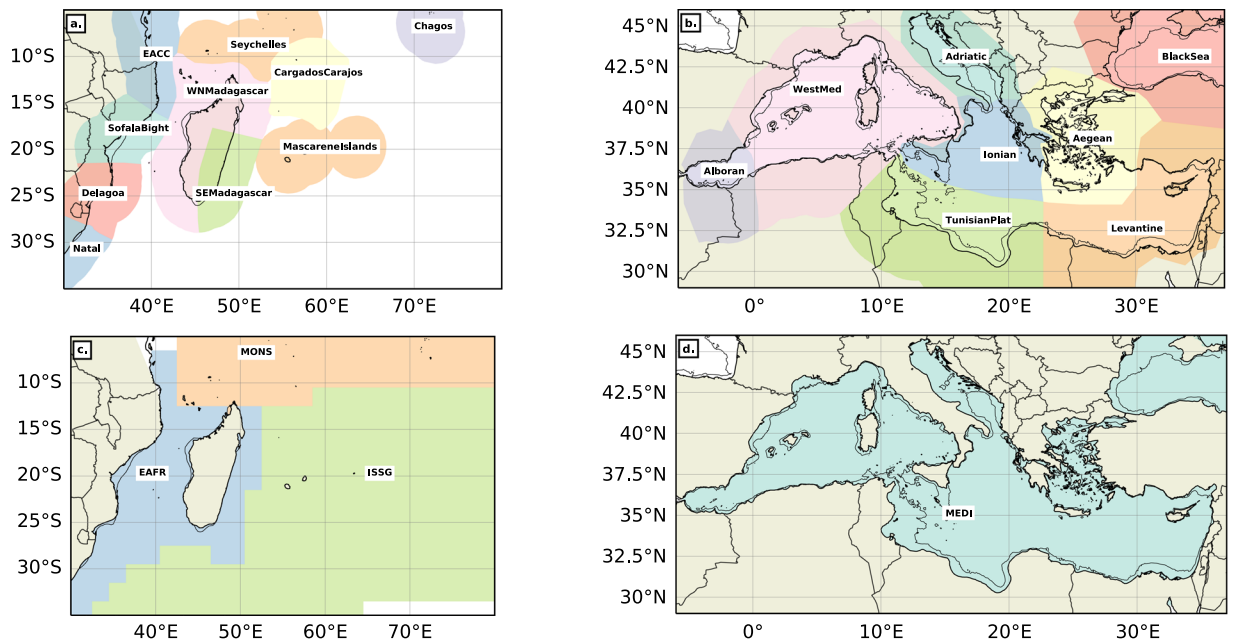 a.
EACC
Seychelles
Chagos
CargadosCarajos
WNMadagascar
SofalaBight
MascareneIslands
Delagoa
SEMadagascar
Natal
10°S
15°S
20°S
25°S
30°S
40°E
50°E
60°E
70°E
b.
Adriatic
BlackSea
WestMed
Aegean
Ionian
Alboran
TunisianPlat
Levantine
45°N
42.5°N
40°N
37.5°N
35°N
32.5°N
30°N
0°
10°E
20°E
30°E
c.
MONS
EAFR
ISSG
10°S
15°S
20°S
25°S
30°S
40°E
50°E
60°E
70°E
d.
MEDI
45°N
42.5°N
40°N
37.5°N
35°N
32.5°N
30°N
0°
10°E
20°E
30°E